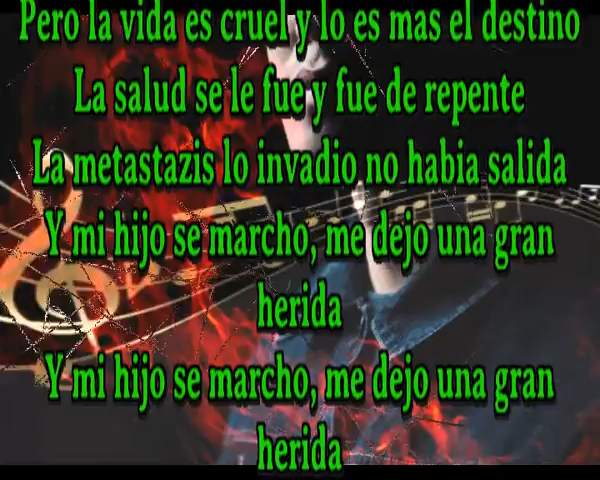 Pero la vida es cruel y lo es mas el destino
La salud se le fue y fue de repente
La metastazis lo invadio no habia salida
Y mi hijo se marcho, me dejo una gran
herida
Y mi hijo se marcho, me dejo una gran
herida